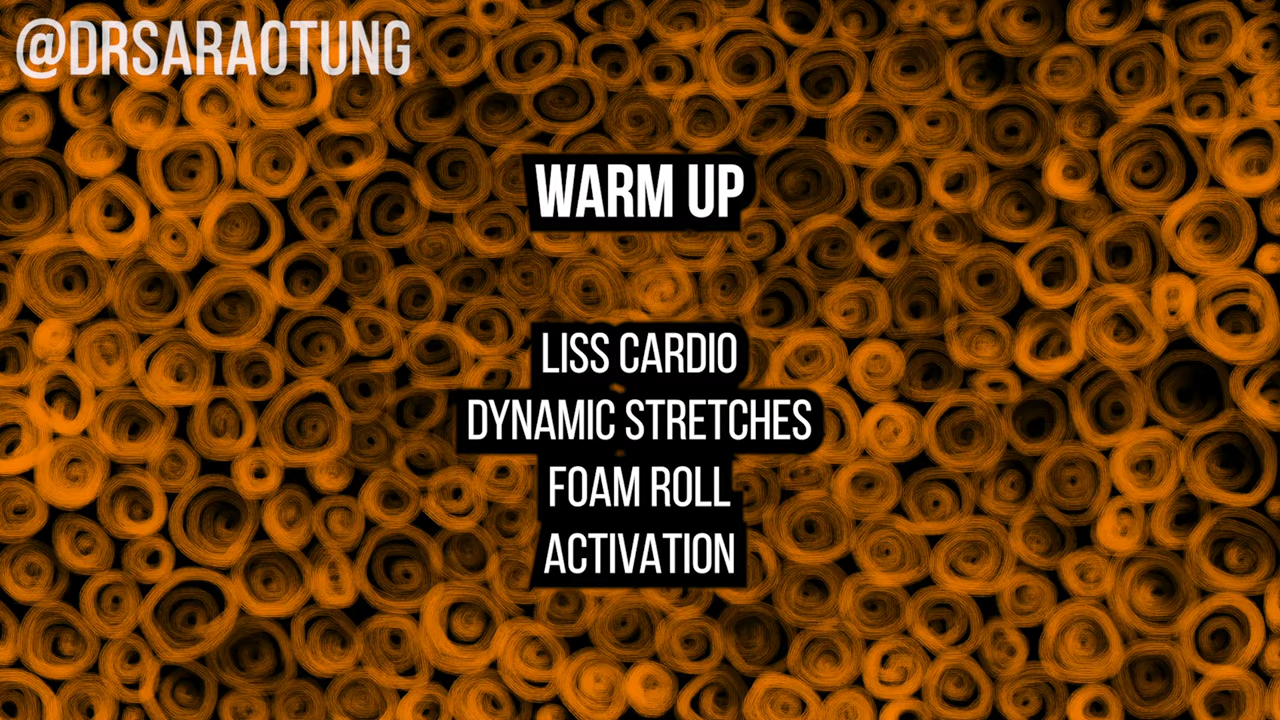 @DRSARAOTUNG
WARM UP
LISS CARDIO
DYNAMIC STRETCHES
FOAM ROLL
ACTIVATION